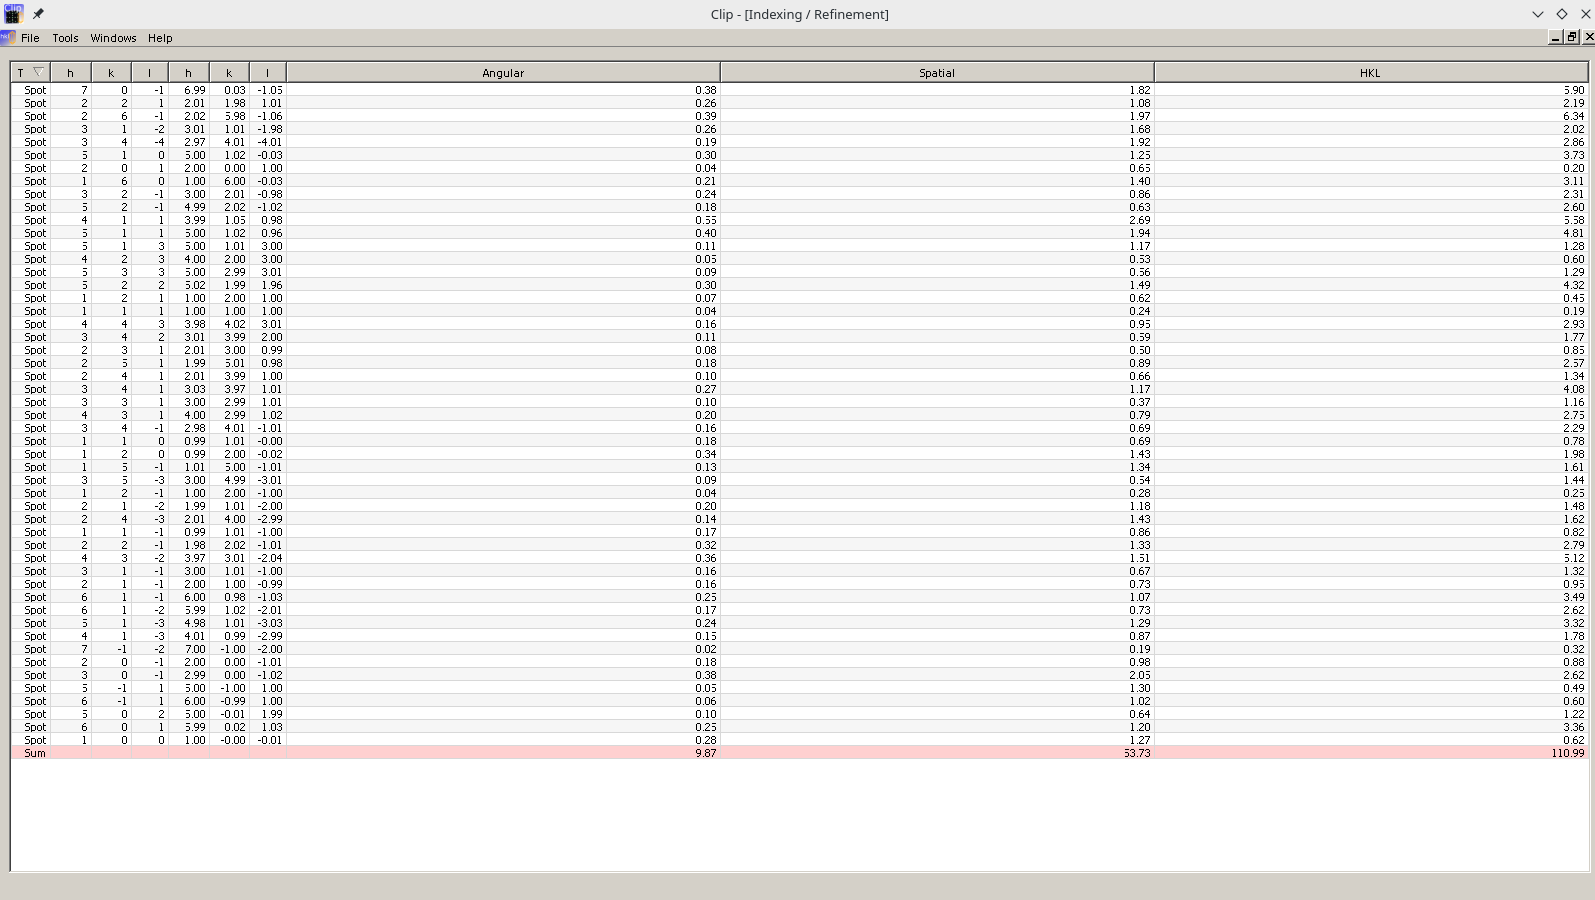 Clip - [Indexing / Refinement]
File Tools Windows Help
T h k l h k l Angular Spatial HKL
Spot 7 0 -1 6.99 0.03 -1.05 0.38 1.82 5.90
Spot 2 2 1 2.01 1.98 1.01 0.26 1.08 2.19
Spot 2 6 -1 2.02 5.98 -1.06 0.39 1.97 6.34
Spot 3 1 -2 3.01 1.01 -1.98 0.26 1.68 2.02
Spot 3 4 -4 2.97 4.01 -4.01 0.19 1.92 2.86
Spot 5 1 0 5.00 1.02 -0.03 0.30 1.25 3.73
Spot 2 0 1 2.00 0.00 1.00 0.04 0.65 0.20
Spot 1 6 0 1.00 6.00 -0.03 0.21 1.40 3.11
Spot 3 2 -1 3.00 2.01 -0.98 0.24 0.86 2.31
Spot 5 2 -1 4.99 2.02 -1.02 0.18 0.63 2.60
Spot 4 1 1 3.99 1.05 0.98 0.55 2.69 5.58
Spot 5 1 1 5.00 1.02 0.96 0.40 1.94 4.81
Spot 5 1 3 5.00 1.01 3.00 0.11 1.17 1.28
Spot 4 2 3 4.00 2.00 3.00 0.05 0.53 0.60
Spot 5 3 3 5.00 2.99 3.01 0.09 0.56 1.29
Spot 5 2 2 5.02 1.99 1.96 0.30 1.49 4.32
Spot 1 2 1 1.00 2.00 1.00 0.07 0.62 0.45
Spot 1 1 1 1.00 1.00 1.00 0.04 0.24 0.19
Spot 4 4 3 3.98 4.02 3.01 0.16 0.95 2.93
Spot 3 4 2 3.01 3.99 2.00 0.11 0.59 1.77
Spot 2 3 1 2.01 3.00 0.99 0.08 0.50 0.85
Spot 2 5 1 1.99 5.01 0.98 0.18 0.89 2.57
Spot 2 4 1 2.01 3.99 1.00 0.10 0.66 1.34
Spot 3 4 1 3.03 3.97 1.01 0.27 1.17 4.08
Spot 3 3 1 3.00 2.99 1.01 0.10 0.37 1.16
Spot 4 3 1 4.00 2.99 1.02 0.20 0.79 2.75
Spot 3 4 -1 2.98 4.01 -1.01 0.16 0.69 2.29
Spot 1 1 0 0.99 1.01 -0.00 0.18 0.69 0.78
Spot 1 2 0 0.99 2.00 -0.02 0.34 1.43 1.98
Spot 1 5 -1 1.01 5.00 -1.01 0.13 1.34 1.61
Spot 3 5 -3 3.00 4.99 -3.01 0.09 0.54 1.44
Spot 1 2 -1 1.00 2.00 -1.00 0.04 0.28 0.25
Spot 2 1 -2 1.99 1.01 -2.00 0.20 1.18 1.48
Spot 2 4 -3 2.01 4.00 -2.99 0.14 1.43 1.62
Spot 1 1 -1 0.99 1.01 -1.00 0.17 0.86 0.82
Spot 2 2 -1 1.98 2.02 -1.01 0.32 1.33 2.79
Spot 4 3 -2 3.97 3.01 -2.04 0.36 1.51 5.12
Spot 3 1 -1 3.00 1.01 -1.00 0.16 0.67 1.32
Spot 2 1 -1 2.00 1.00 -0.99 0.16 0.73 0.95
Spot 6 1 -1 6.00 0.98 -1.03 0.25 1.07 3.49
Spot 6 1 -2 5.99 1.02 -2.01 0.17 0.73 2.62
Spot 5 1 -3 4.98 1.01 -3.03 0.24 1.29 3.32
Spot 4 1 -3 4.01 0.99 -2.99 0.15 0.87 1.78
Spot 7 -1 -2 7.00 -1.00 -2.00 0.02 0.19 0.32
Spot 2 0 -1 2.00 0.00 -1.01 0.18 0.98 0.88
Spot 3 0 -1 2.99 0.00 -1.02 0.38 2.05 2.62
Spot 5 -1 1 5.00 -1.00 1.00 0.05 1.30 0.49
Spot 6 -1 1 6.00 -0.99 1.00 0.06 1.02 0.60
Spot 5 0 2 5.00 -0.01 1.99 0.10 0.64 1.22
Spot 6 0 1 5.99 0.02 1.03 0.25 1.20 3.36
Spot 1 0 0 1.00 -0.00 -0.01 0.28 1.27 0.62
Sum 9.87 53.73 110.99